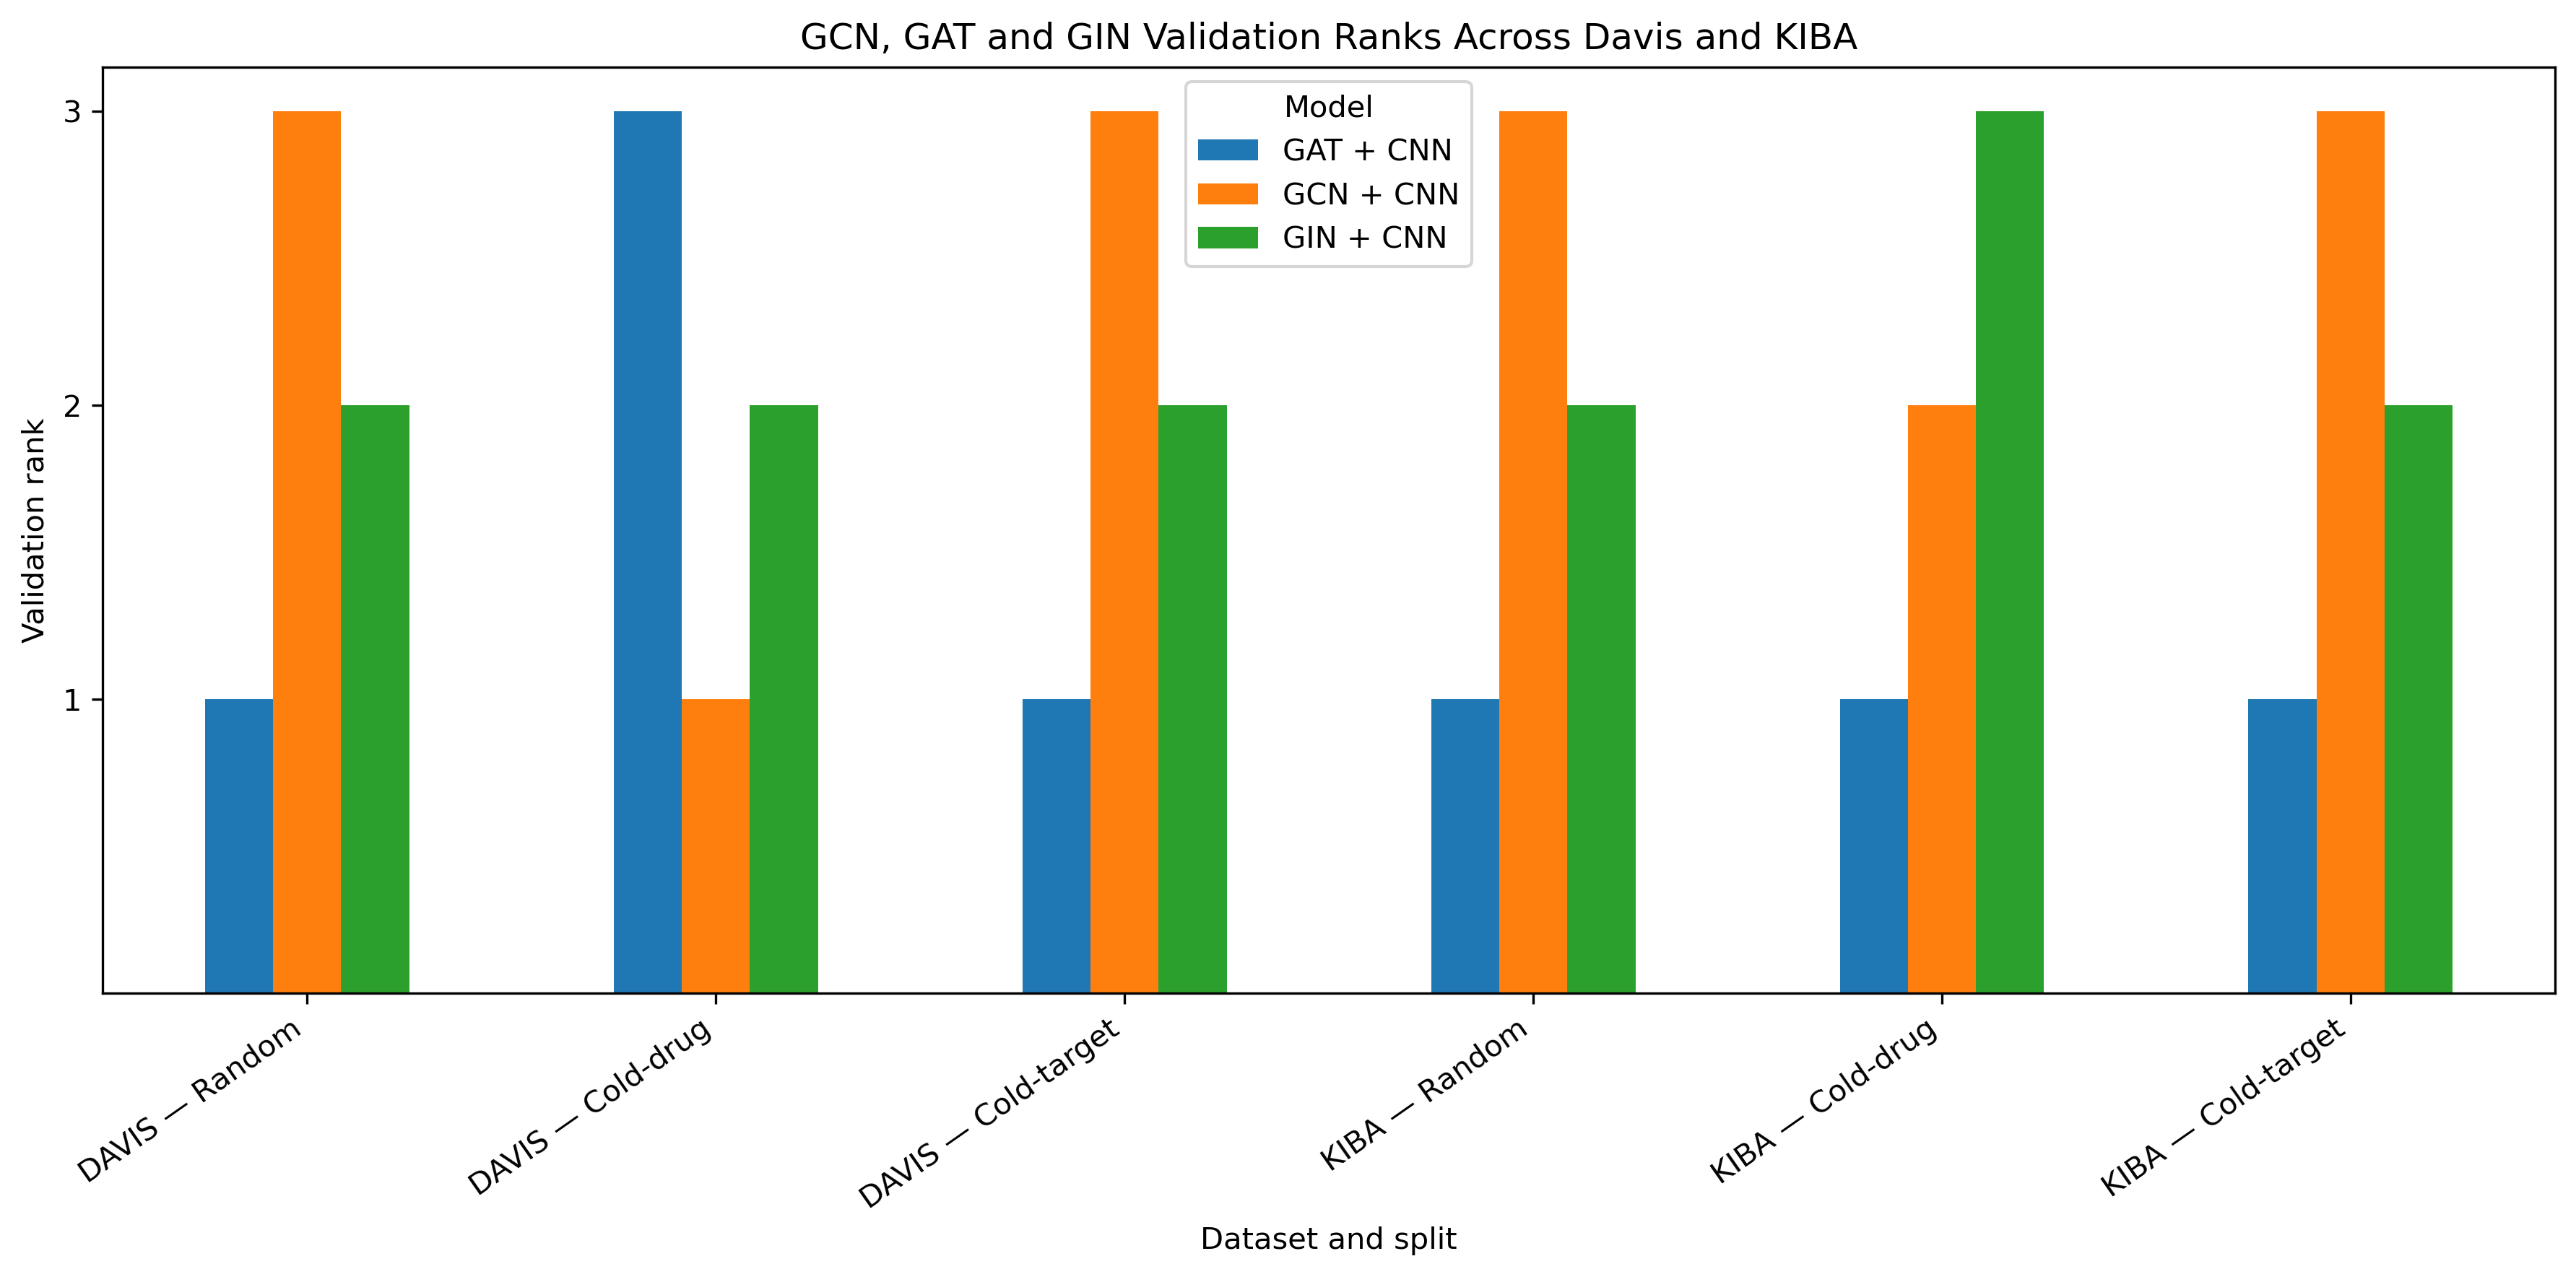 GCN, GAT and GIN Validation Ranks Across Davis and KIBA
Model
GAT + CNN
GCN + CNN
GIN + CNN
Validation rank
3
2
1
DAVIS — Random
DAVIS — Cold-drug
DAVIS — Cold-target
KIBA — Random
KIBA — Cold-drug
KIBA — Cold-target
Dataset and split